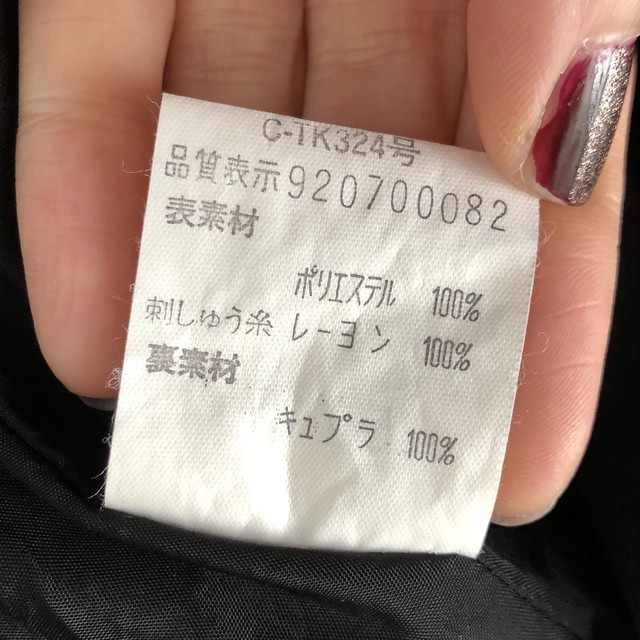 C-TK324号
品質表示920700082
表素材
ポリエステル 100%
刺しゅう糸 レーヨン 100%
裏素材
キュプラ 100%